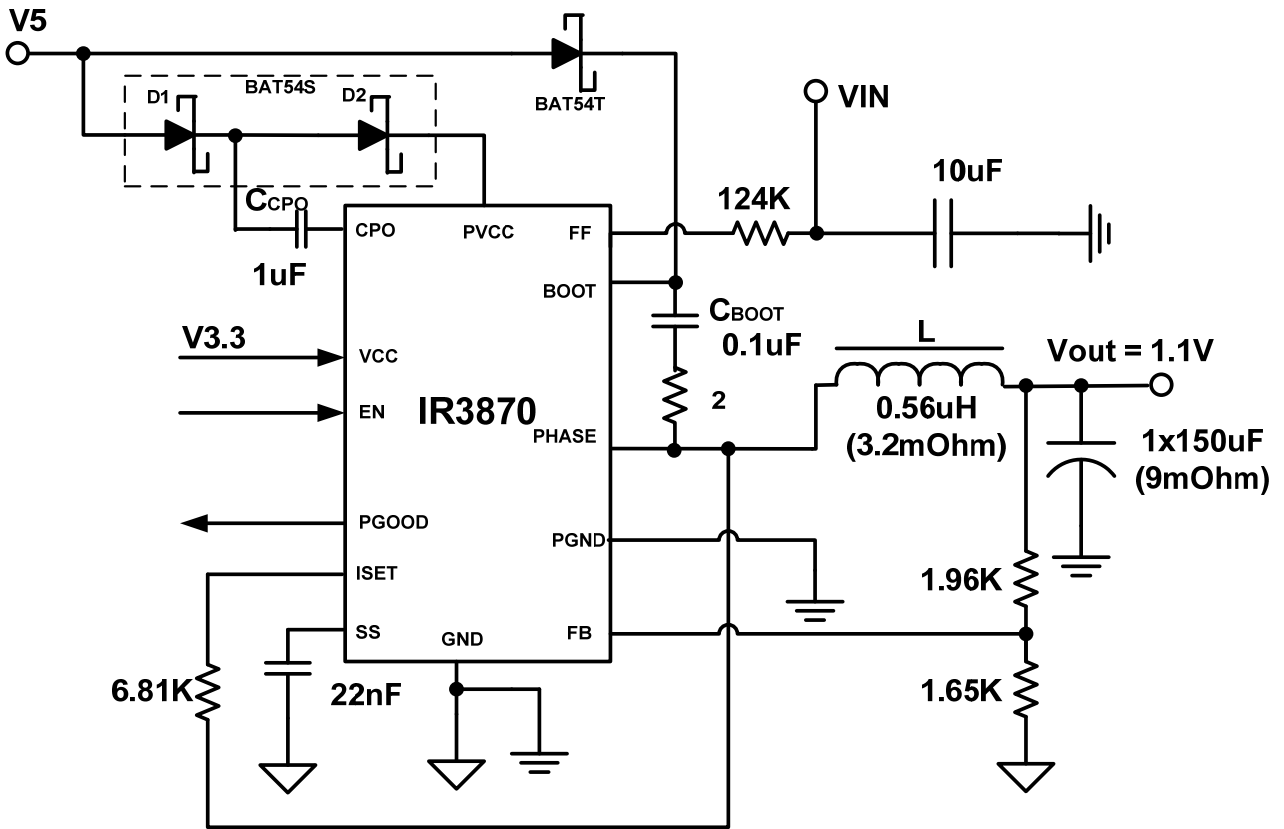 V5
D1
BAT54S
D2
BAT54T
VIN
CCPO
1uF
CPO
PVCC
FF
124K
10uF
BOOT
CBOOT
0.1uF
V3.3
VCC
EN
IR3870
2
PHASE
L
0.56uH
(3.2mOhm)
Vout = 1.1V
1x150uF
(9mOhm)
PGOOD
PGND
ISET
1.96K
SS
GND
FB
6.81K
22nF
1.65K